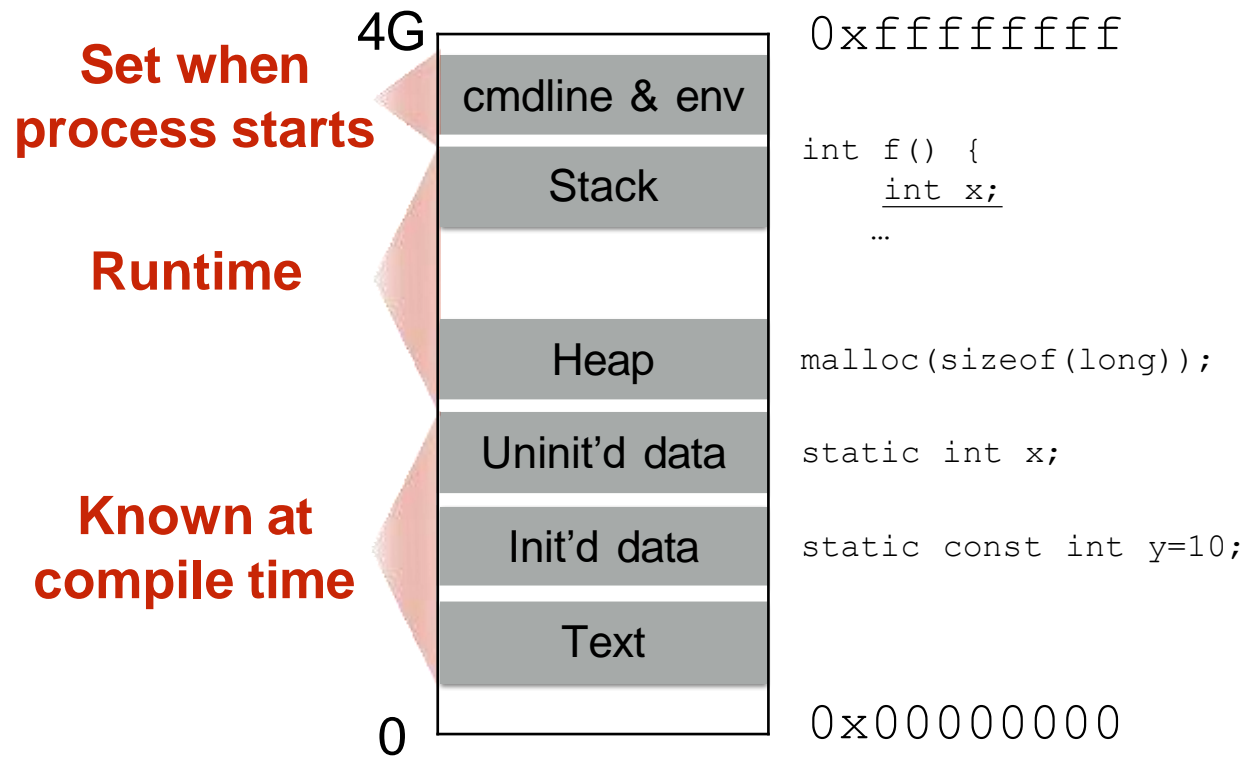 4G
0xffffffff
Set when
process starts
cmdline & env
int f() {
int x;
…
Stack
Runtime
Heap
malloc(sizeof(long));
Uninit’d data
static int x;
Known at
compile time
Init’d data
static const int y=10;
Text
0
0x00000000